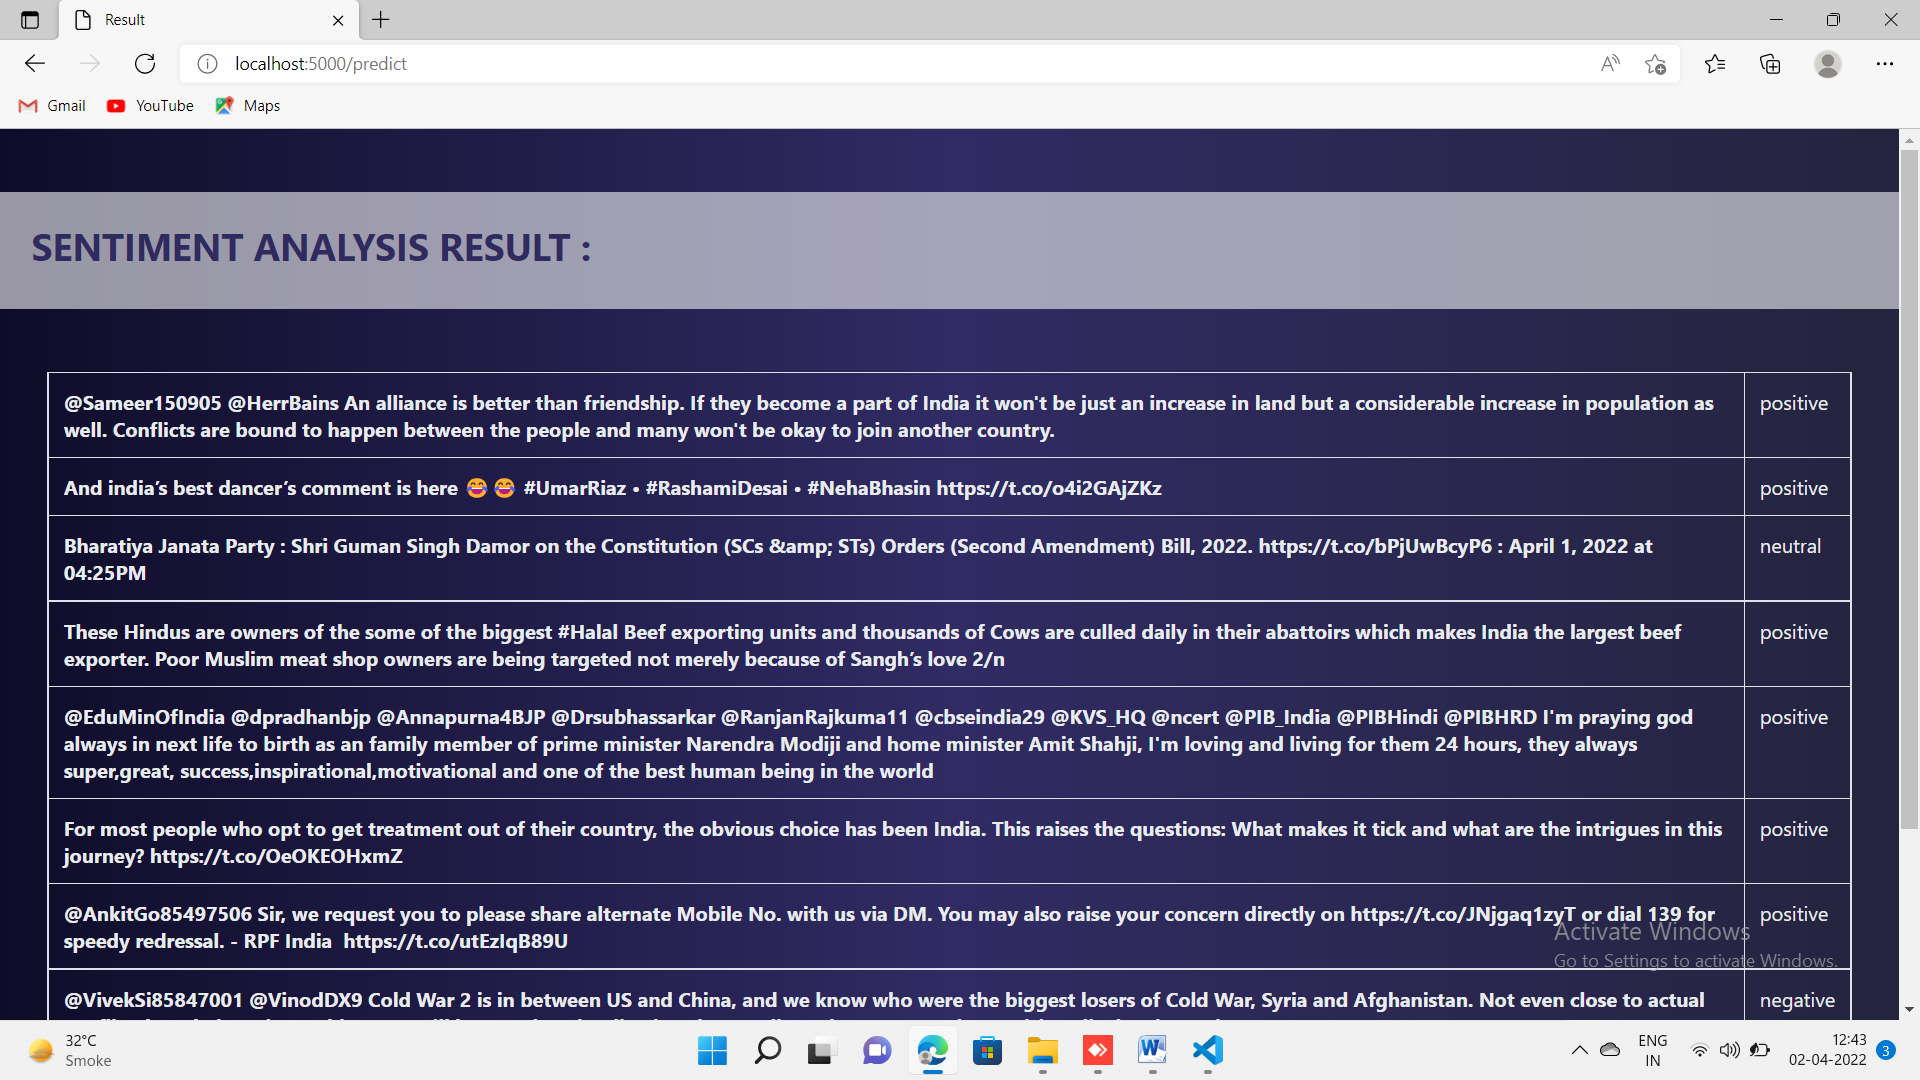 Result
localhost:5000/predict
Gmail YouTube Maps
SENTIMENT ANALYSIS RESULT :
@Sameer150905 @HerrBains An alliance is better than friendship. If they become a part of India it won't be just an increase in land but a considerable increase in population as
well. Conflicts are bound to happen between the people and many won't be okay to join another country.
positive
And india’s best dancer’s comment is here 😂 😂 #UmarRiaz • #RashamiDesai • #NehaBhasin https://t.co/o4i2GAjZKz
positive
Bharatiya Janata Party : Shri Guman Singh Damor on the Constitution (SCs &amp; STs) Orders (Second Amendment) Bill, 2022. https://t.co/bPjUwBcyP6 : April 1, 2022 at
04:25PM
neutral
These Hindus are owners of the some of the biggest #Halal Beef exporting units and thousands of Cows are culled daily in their abattoirs which makes India the largest beef
exporter. Poor Muslim meat shop owners are being targeted not merely because of Sangh’s love 2/n
positive
@EduMinOfIndia @dpradhanbjp @Annapurna4BJP @Drsubhassarkar @RanjanRajkuma11 @cbseindia29 @KVS_HQ @ncert @PIB_India @PIBHindi @PIBHRD I'm praying god
always in next life to birth as an family member of prime minister Narendra Modiji and home minister Amit Shahji, I'm loving and living for them 24 hours, they always
super,great, success,inspirational,motivational and one of the best human being in the world
positive
For most people who opt to get treatment out of their country, the obvious choice has been India. This raises the questions: What makes it tick and what are the intrigues in this
journey? https://t.co/OeOKEOHxmZ
positive
@AnkitGo85497506 Sir, we request you to please share alternate Mobile No. with us via DM. You may also raise your concern directly on https://t.co/JNjgaq1zyT or dial 139 for
speedy redressal. - RPF India https://t.co/utEzIqB89U
positive
Activate Windows
Go to Settings to activate Windows.
@VivekSi85847001 @VinodDX9 Cold War 2 is in between US and China, and we know who were the biggest losers of Cold War, Syria and Afghanistan. Not even close to actual
negative
32°C
Smoke
ENG
IN
12:43
02-04-2022
3